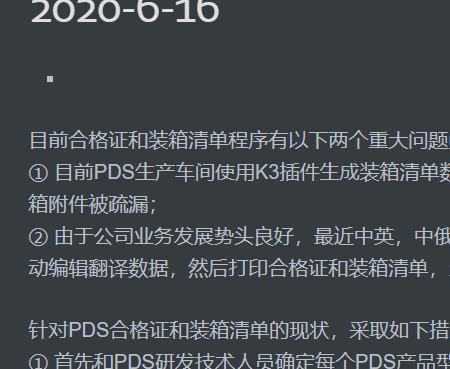 2020-6-16
目前合格证和装箱清单程序有以下两个重大问题
① 目前PDS生产车间使用K3插件生成装箱清单数
箱附件被疏漏；
② 由于公司业务发展势头良好，最近中英，中俄
动编辑翻译数据，然后打印合格证和装箱清单，
针对PDS合格证和装箱清单的现状，采取如下措
① 首先和PDS研发技术人员确定每个PDS产品型